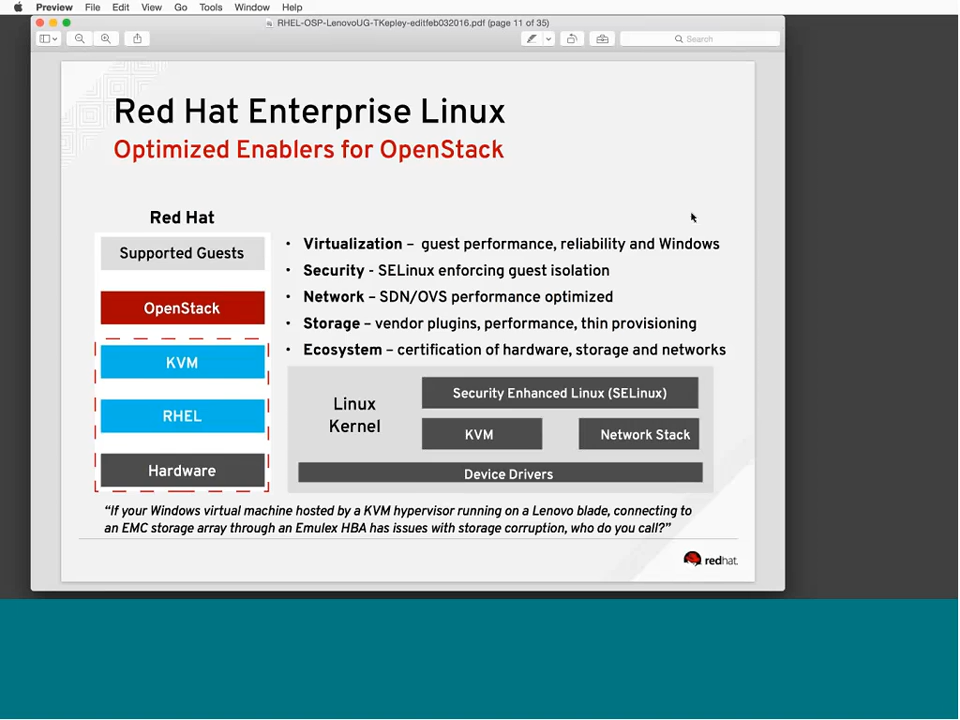 Preview File Edit View Go Tools Window Help
RHEL-OSP-LenovoUG-TKepley-editfeb032016.pdf (page 11 of 35)
Search
Red Hat Enterprise Linux
Optimized Enablers for OpenStack
Red Hat
Supported Guests
OpenStack
KVM
RHEL
Hardware
• Virtualization – guest performance, reliability and Windows
• Security - SELinux enforcing guest isolation
• Network – SDN/OVS performance optimized
• Storage – vendor plugins, performance, thin provisioning
• Ecosystem – certification of hardware, storage and networks
Linux
Kernel
Security Enhanced Linux (SELinux)
KVM
Network Stack
Device Drivers
“If your Windows virtual machine hosted by a KVM hypervisor running on a Lenovo blade, connecting to
an EMC storage array through an Emulex HBA has issues with storage corruption, who do you call?”
redhat.